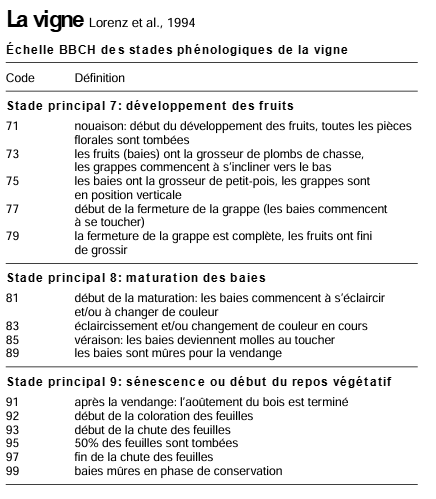 La vigne Lorenz et al., 1994
Échelle BBCH des stades phénologiques de la vigne
Code Définition
Stade principal 7: développement des fruits
71 nouaison: début du développement des fruits, toutes les pièces
florales sont tombées
73 les fruits (baies) ont la grosseur de plombs de chasse,
les grappes commencent à s'incliner vers le bas
75 les baies ont la grosseur de petit-pois, les grappes sont
en position verticale
77 début de la fermeture de la grappe (les baies commencent
à se toucher)
79 la fermeture de la grappe est complète, les fruits ont fini
de grossir
Stade principal 8: maturation des baies
81 début de la maturation: les baies commencent à s'éclaircir
et/ou à changer de couleur
83 éclaircissement et/ou changement de couleur en cours
85 véraison: les baies deviennent molles au toucher
89 les baies sont mûres pour la vendange
Stade principal 9: sénescence ou début du repos végétatif
91 après la vendange: l'aoûtement du bois est terminé
92 début de la coloration des feuilles
93 début de la chute des feuilles
95 50% des feuilles sont tombées
97 fin de la chute des feuilles
99 baies mûres en phase de conservation